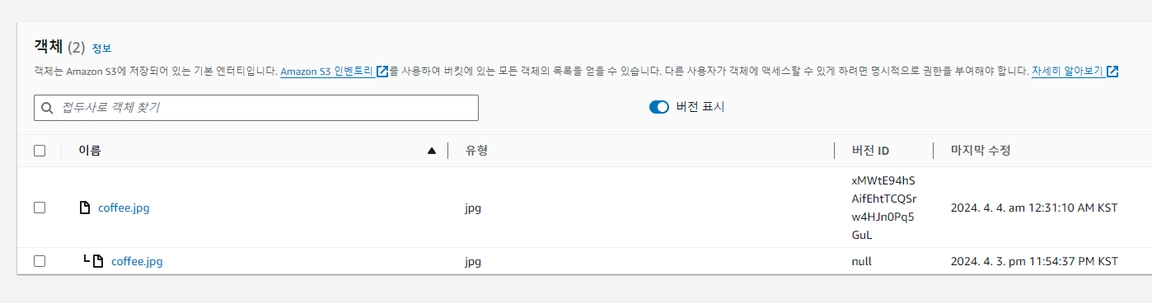 객체 (2) 정보
객체는 Amazon S3에 저장되어 있는 기본 엔터티입니다. Amazon S3 인벤토리 를 사용하여 버킷에 있는 모든 객체의 목록을 얻을 수 있습니다. 다른 사용자가 객체에 액세스할 수 있게 하려면 명시적으로 권한을 부여해야 합니다. 자세히 알아보기
접두사로 객체 찾기 버전 표시
이름 유형 버전 ID 마지막 수정
xMWtE94hS
AifEhtTCQSr
coffee.jpg jpg 2024. 4. 4. am 12:31:10 AM KST
w4HJn0Pq5
GuL
coffee.jpg jpg null 2024. 4. 3. pm 11:54:37 PM KST